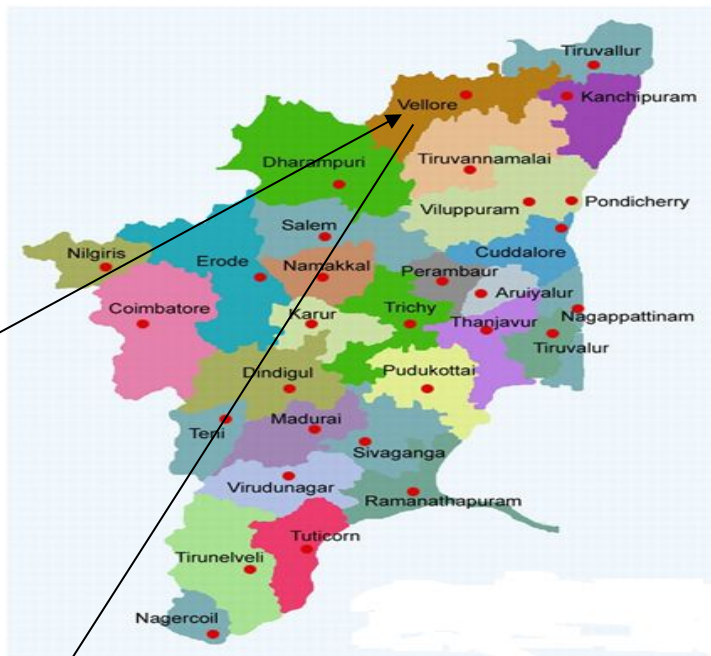 Tiruvallur
Vellore
Kanchipuram
Dharampuri
Tiruvannamalai
Viluppuram
Pondicherry
Salem
Cuddalore
Nilgiris
Erode
Namakkal
Perambaur
Aruiyalur
Coimbatore
Karur
Trichy
Thanjavur
Nagappattinam
Tiruvalur
Dindigul
Pudukottai
Madurai
Teni
Sivaganga
Virudunagar
Ramanathapuram
Tuticorn
Tirunelveli
Nagercoil